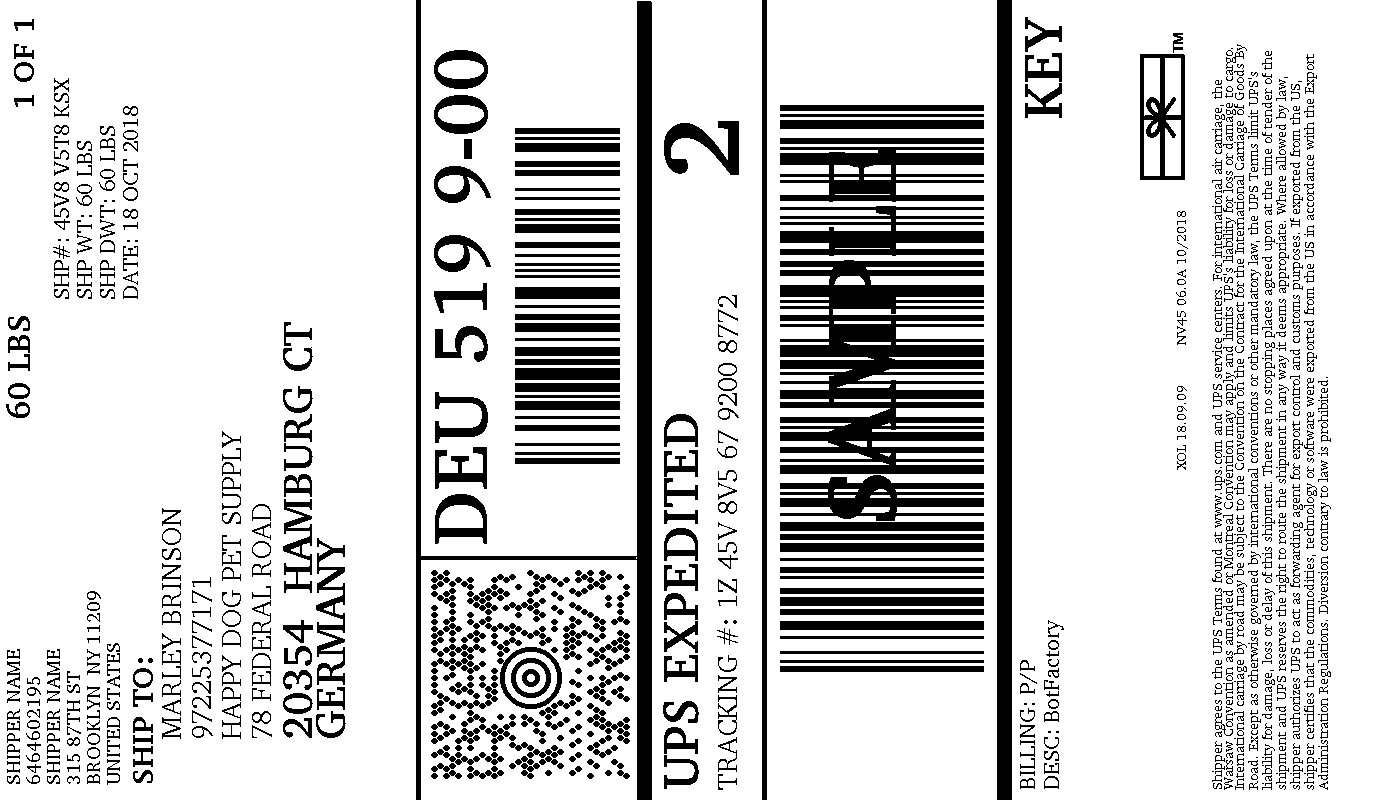 SHIPPER NAME
6464602195
SHIPPER NAME
315 87TH ST
BROOKLYN NY 11209
UNITED STATES
60 LBS
1 OF 1
SHP#: 45V8 V5T8 KSX
SHP WT: 60 LBS
SHP DWT: 60 LBS
DATE: 18 OCT 2018
SHIP TO:
MARLEY BRINSON
97225377171
HAPPY DOG PET SUPPLY
78 FEDERAL ROAD
20354 HAMBURG CT
GERMANY
DEU 519 9-00
UPS EXPEDITED
2
TRACKING #: 1Z 45V 8V5 67 9200 8772
SAMPLE
BILLING: P/P
DESC: BotFactory
KEY
XOL 18.09.09 NV45 06.0A 10/2018
TM
Shipper agrees to the UPS Terms found at www.ups.com and UPS service centers. For international air carriage, the
Warsaw Convention as amended or Montreal Convention may apply and limits UPS's liability for loss or damage to cargo.
International carriage by road may be subject to the Convention on the Contract for the International Carriage of Goods By
Road. Except as otherwise governed by international conventions or other mandatory law, the UPS Terms limit UPS's
liability for damage, loss or delay of this shipment. There are no stopping places agreed upon at the time of tender of the
shipment and UPS reserves the right to route the shipment in any way it deems appropriate. Where allowed by law,
shipper authorizes UPS to act as forwarding agent for export control and customs purposes. If exported from the US,
shipper certifies that the commodities, technology or software were exported from the US in accordance with the Export
Administration Regulations. Diversion contrary to law is prohibited.